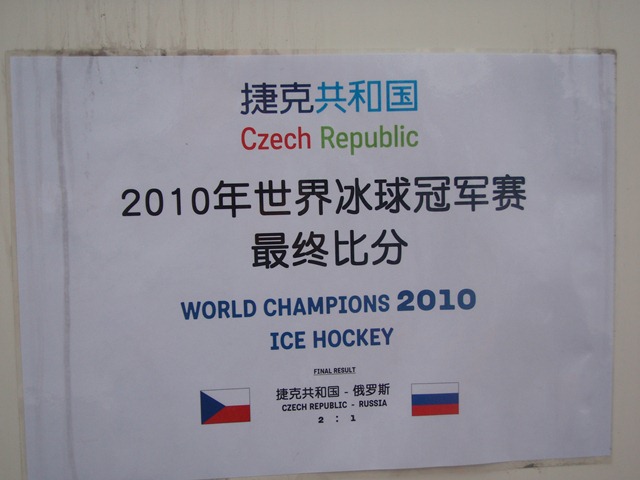 捷克共和国
Czech Republic
2010年世界冰球冠军赛
最终比分
WORLD CHAMPIONS 2010
ICE HOCKEY
FINAL RESULT
捷克共和国 - 俄罗斯
CZECH REPUBLIC - RUSSIA
2 : 1